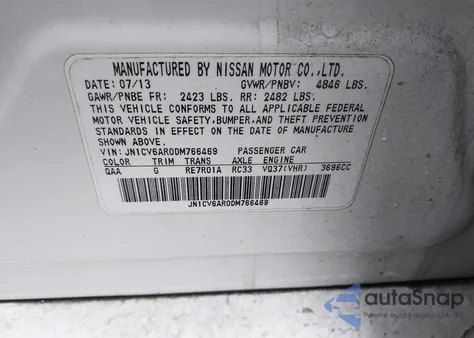 MANUFACTURED BY NISSAN MOTOR CO.,LTD.
DATE: 07/13 GVWR/PNBV: 4846 LBS.
GAWR/PNBE FR: 2423 LBS. RR: 2482 LBS.
THIS VEHICLE CONFORMS TO ALL APPLICABLE FEDERAL
MOTOR VEHICLE SAFETY,BUMPER,AND THEFT PREVENTION
STANDARDS IN EFFECT ON THE DATE OF MANUFACTURE
SHOWN ABOVE.
VIN: JN1CV6AR0DM766469 PASSENGER CAR
COLOR TRIM TRANS AXLE ENGINE
QAA G RE7R01A RC33 VQ37(VHR) 3696CC
JN1CV6AR0DM766469
autoSnap